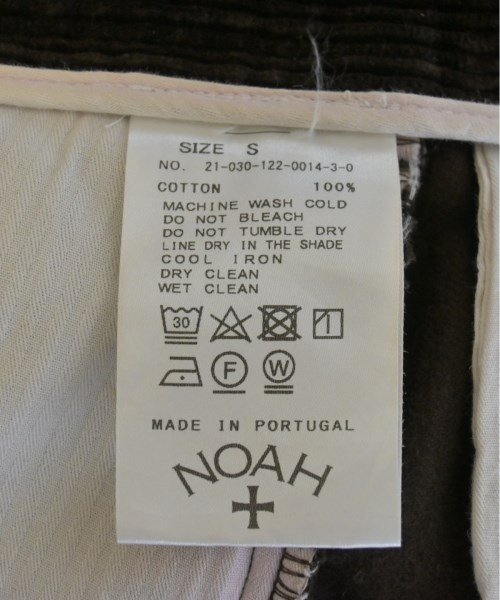 SIZE S
NO. 21-030-122-0014-3-0
COTTON 100%
MACHINE WASH COLD
DO NOT BLEACH
DO NOT TUMBLE DRY
LINE DRY IN THE SHADE
COOL IRON
DRY CLEAN
WET CLEAN
30
F W
MADE IN PORTUGAL
NOAH